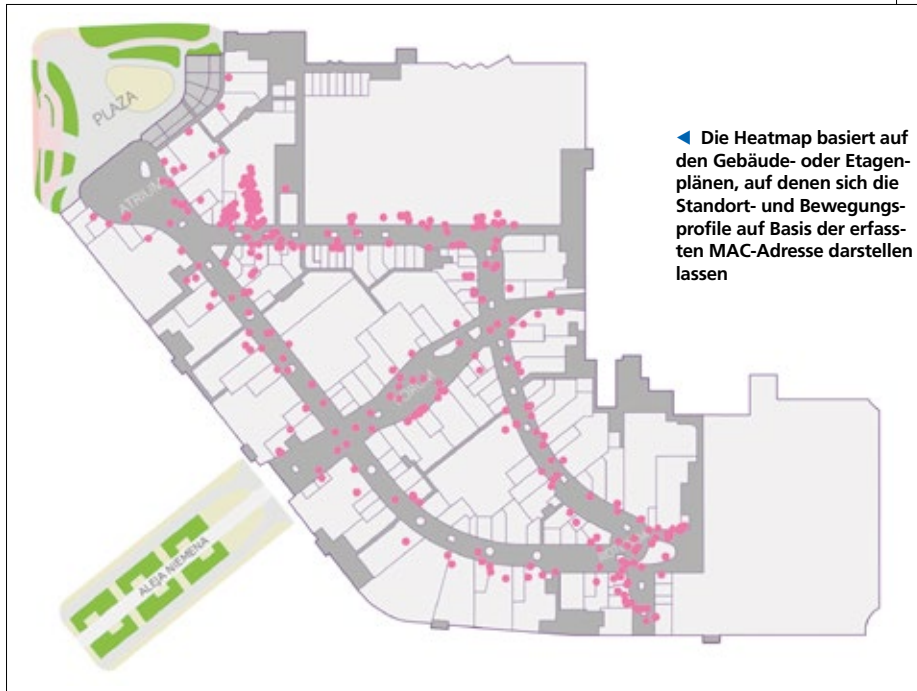 PLAZA
ATRIUM
◄ Die Heatmap basiert auf
den Gebäude- oder Etagen-
plänen, auf denen sich die
Standort- und Bewegungs-
profile auf Basis der erfass-
ten MAC-Adresse darstellen
lassen
FORUM
ALEJA NIEMENA